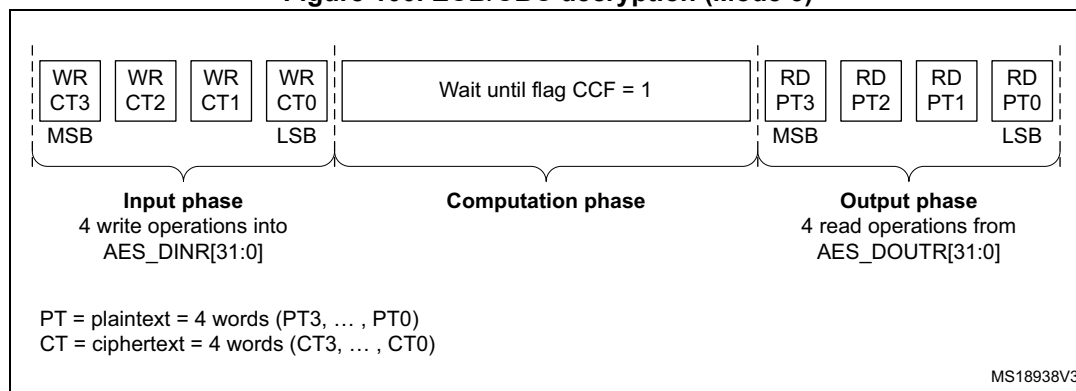 WR CT3 WR CT2 WR CT1 WR CT0 Wait until flag CCF = 1 RD PT3 RD PT2 RD PT1 RD PT0
MSB LSB MSB LSB
Input phase Computation phase Output phase
4 write operations into 4 read operations from
AES_DINR[31:0] AES_DOUTR[31:0]
PT = plaintext = 4 words (PT3, … , PT0)
CT = ciphertext = 4 words (CT3, … , CT0)
MS18938V3